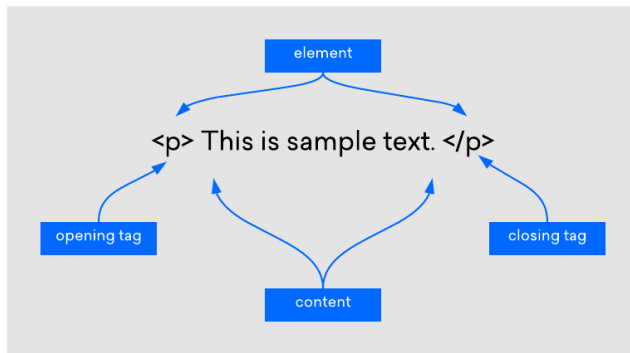 element
<p> This is sample text. </p>
opening tag
closing tag
content